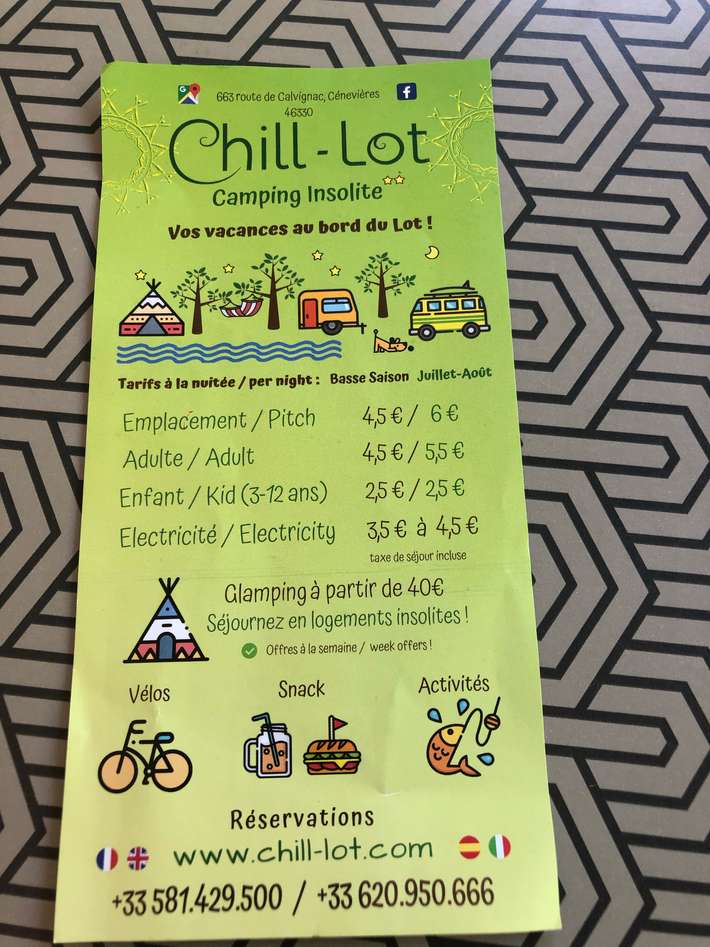 663 route de Calvignac, Cénevières
46330
Chill-Lot
Camping Insolite
Vos vacances au bord du Lot !
Tarifs à la nuitée / per night : Basse Saison Juillet-Août
Emplacement / Pitch 4,5 € / 6 €
Adulte / Adult 4,5 € / 5,5 €
Enfant / Kid (3-12 ans) 2,5 € / 2,5 €
Electricité / Electricity 3,5 € à 4,5 €
taxe de séjour incluse
Glamping à partir de 40€
Séjournez en logements insolites !
Offres à la semaine / week offers !
Vélos Snack Activités
Réservations
www.chill-lot.com
+33 581.429.500 / +33 620.950.666